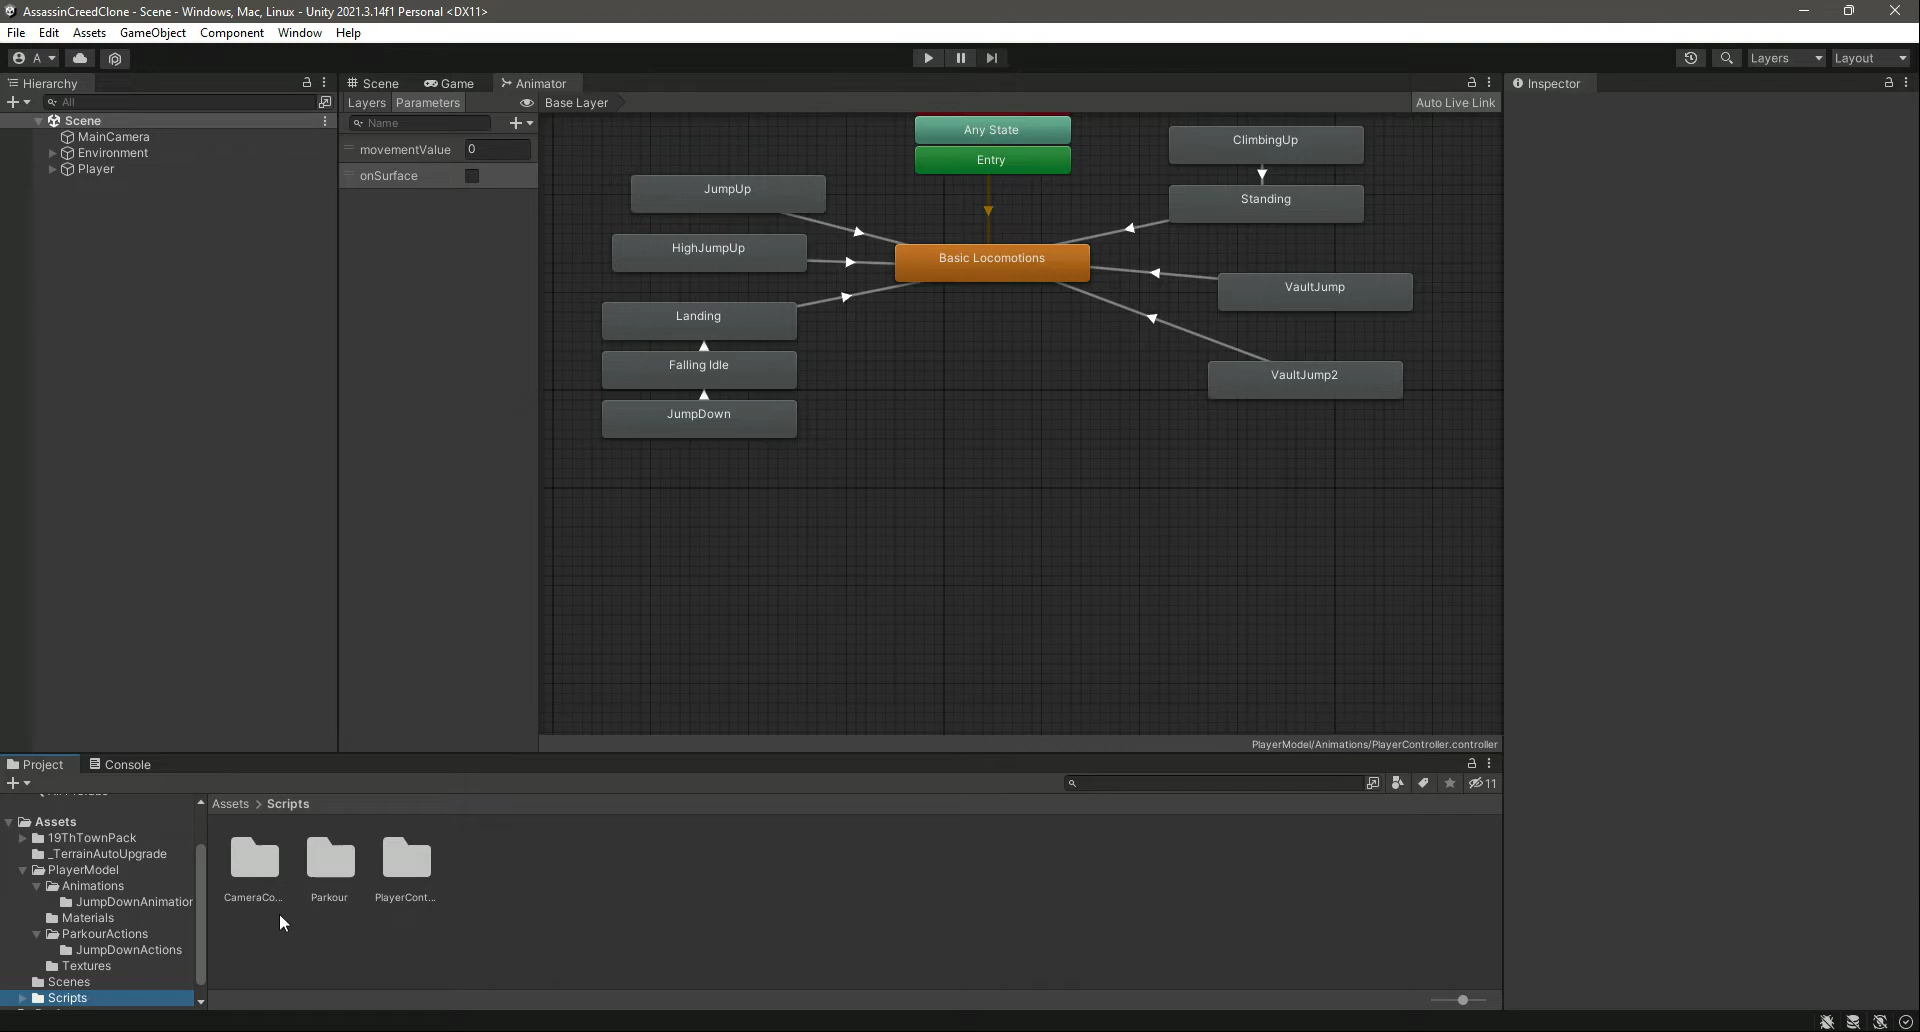 AssassinCreedClone - Scene - Windows, Mac, Linux - Unity 2021.3.14f1 Personal <DX11>
File Edit Assets GameObject Component Window Help
A
Layers
Layout
Hierarchy
Scene
Game
Animator
Inspector
All
Layers Parameters
Base Layer
Auto Live Link
Scene
MainCamera
Environment
Player
Name
movementValue 0
onSurface
Any State
Entry
ClimbingUp
JumpUp
Standing
HighJumpUp
Basic Locomotions
VaultJump
Landing
Falling Idle
VaultJump2
JumpDown
PlayerModel/Animations/PlayerController.controller
Project
Console
11
Assets > Scripts
Assets
19ThTownPack
_TerrainAutoUpgrade
PlayerModel
Animations
JumpDownAnimation
Materials
ParkourActions
JumpDownActions
Textures
Scenes
Scripts
CameraCo...
Parkour
PlayerCont...